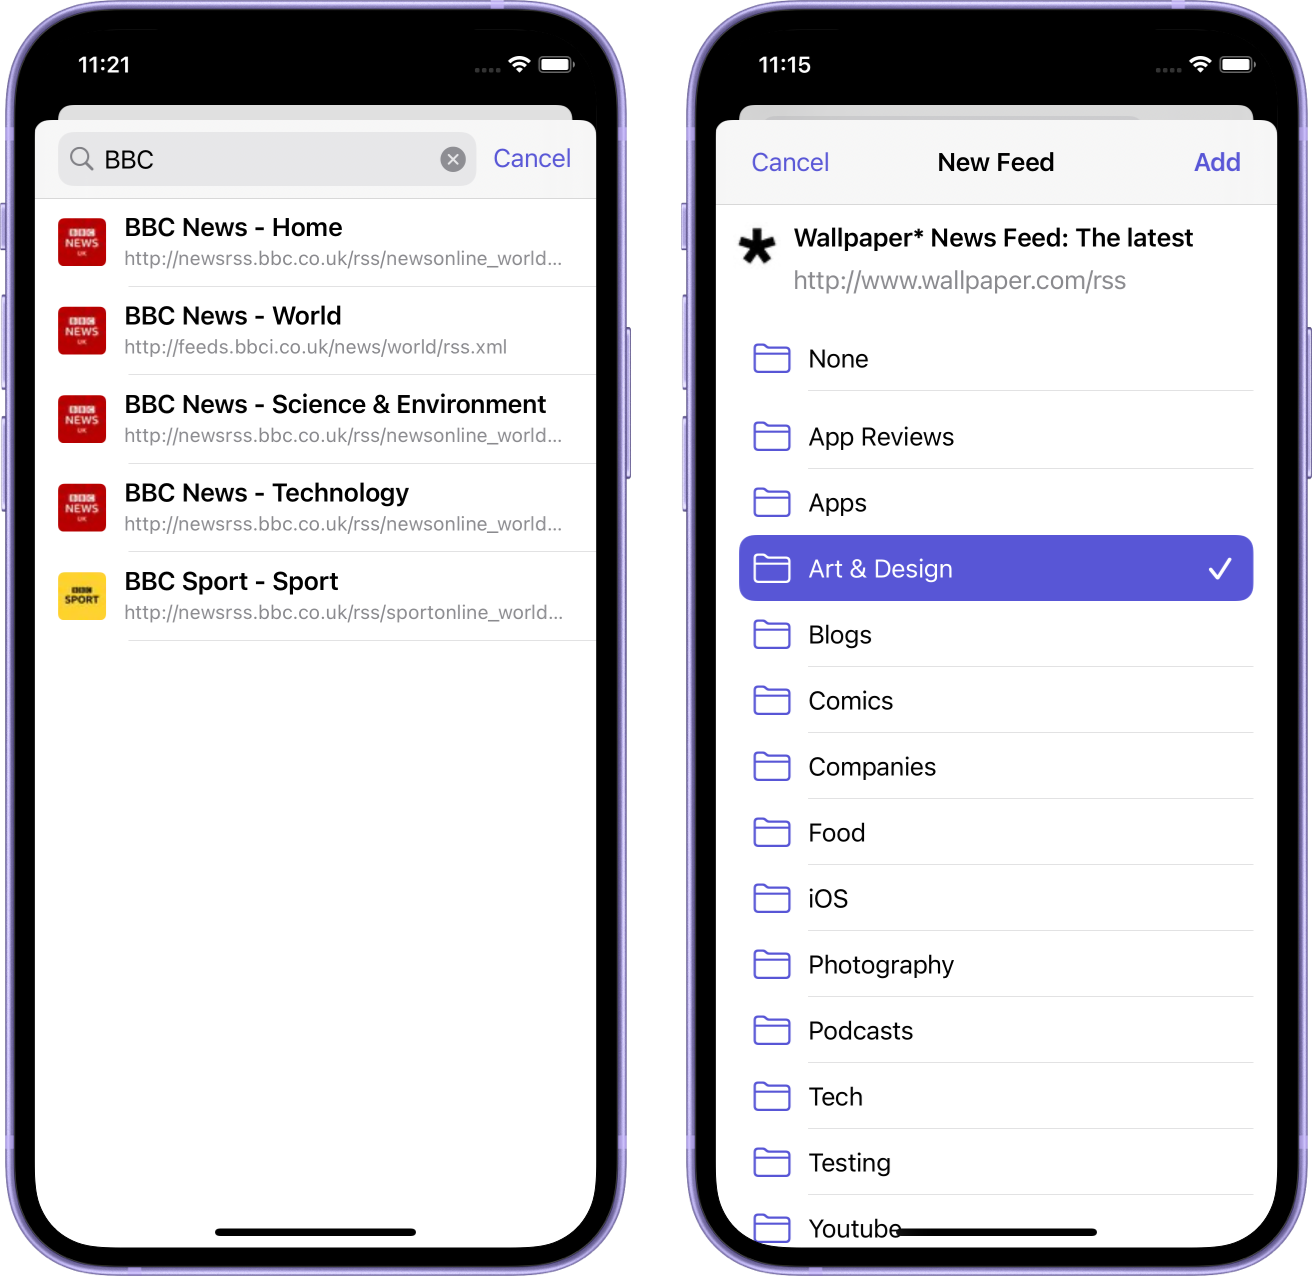 11:21
BBC
Cancel
BBC NEWS UK
BBC News - Home
http://newsrss.bbc.co.uk/rss/newsonline_world...
BBC NEWS UK
BBC News - World
http://feeds.bbci.co.uk/news/world/rss.xml
BBC NEWS UK
BBC News - Science & Environment
http://newsrss.bbc.co.uk/rss/newsonline_world...
BBC NEWS UK
BBC News - Technology
http://newsrss.bbc.co.uk/rss/newsonline_world...
BBC SPORT
BBC Sport - Sport
http://newsrss.bbc.co.uk/rss/sportonline_world...
11:15
Cancel
New Feed
Add
Wallpaper* News Feed: The latest
http://www.wallpaper.com/rss
None
App Reviews
Apps
Art & Design
Blogs
Comics
Companies
Food
iOS
Photography
Podcasts
Tech
Testing
Youtube